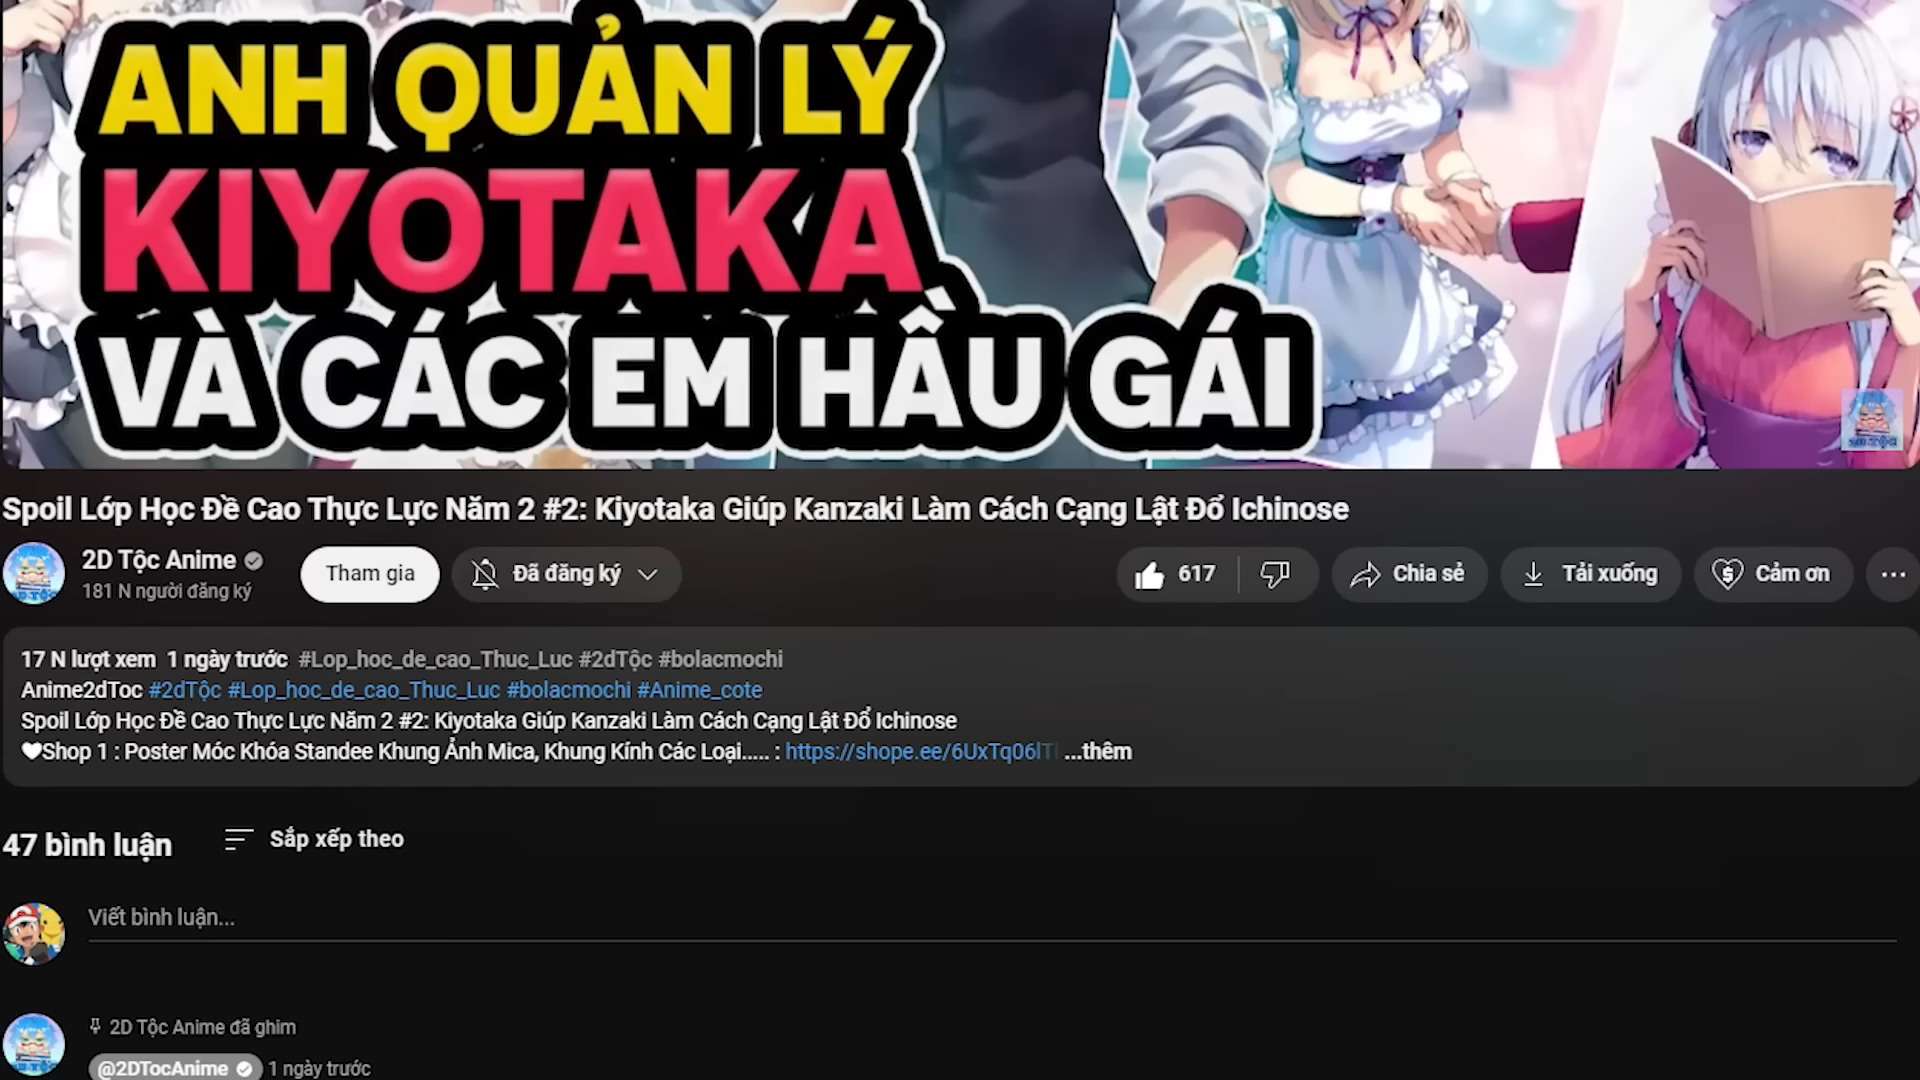 ANH QUẢN LÝ
KIYOTAKA
VÀ CÁC EM HẦU GÁI
2D TỘC
Spoil Lớp Học Đề Cao Thực Lực Năm 2 #2: Kiyotaka Giúp Kanzaki Làm Cách Cạng Lật Đổ Ichinose
2D Tộc Anime
181 N người đăng ký
Tham gia
Đã đăng ký
617
Chia sẻ
Tải xuống
Cảm ơn
17 N lượt xem 1 ngày trước #Lop_hoc_de_cao_Thuc_Luc #2dTộc #bolacmochi
Anime2dToc #2dTộc #Lop_hoc_de_cao_Thuc_Luc #bolacmochi #Anime_cote
Spoil Lớp Học Đề Cao Thực Lực Năm 2 #2: Kiyotaka Giúp Kanzaki Làm Cách Cạng Lật Đổ Ichinose
🖤Shop 1 : Poster Móc Khóa Standee Khung Ảnh Mica, Khung Kính Các Loại..... : https://shope.ee/6UxTq06lT ...thêm
47 bình luận
Sắp xếp theo
Viết bình luận...
2D Tộc Anime đã ghim
@2DTocAnime 1 ngày trước